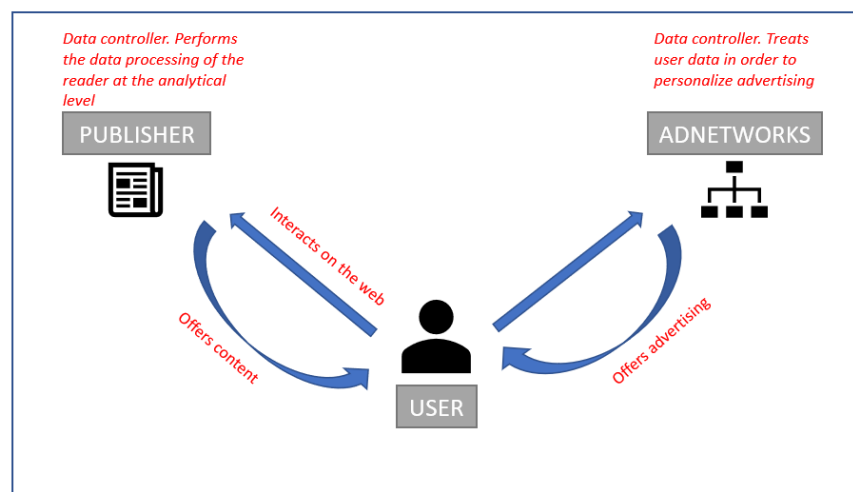 Data controller. Performs
the data processing of the
reader at the analytical
level
PUBLISHER
Data controller. Treats
user data in order to
personalize advertising
ADNETWORKS
Interacts on the web
Offers content
Offers advertising
USER